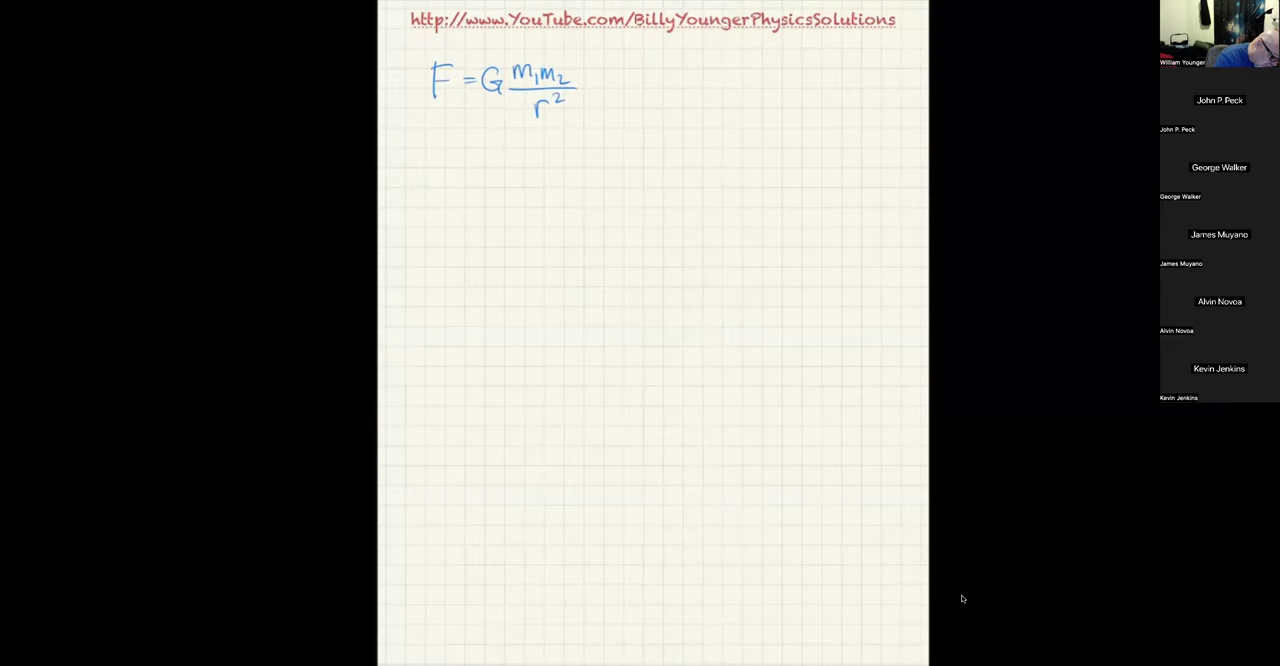 http://www.YouTube.com/BillyYoungerPhysicsSolutions
F = G m₁m₂ / r²
William Younger
John P. Peck
John P. Peck
George Walker
George Walker
James Muyano
James Muyano
Alvin Novoa
Alvin Novoa
Kevin Jenkins
Kevin Jenkins